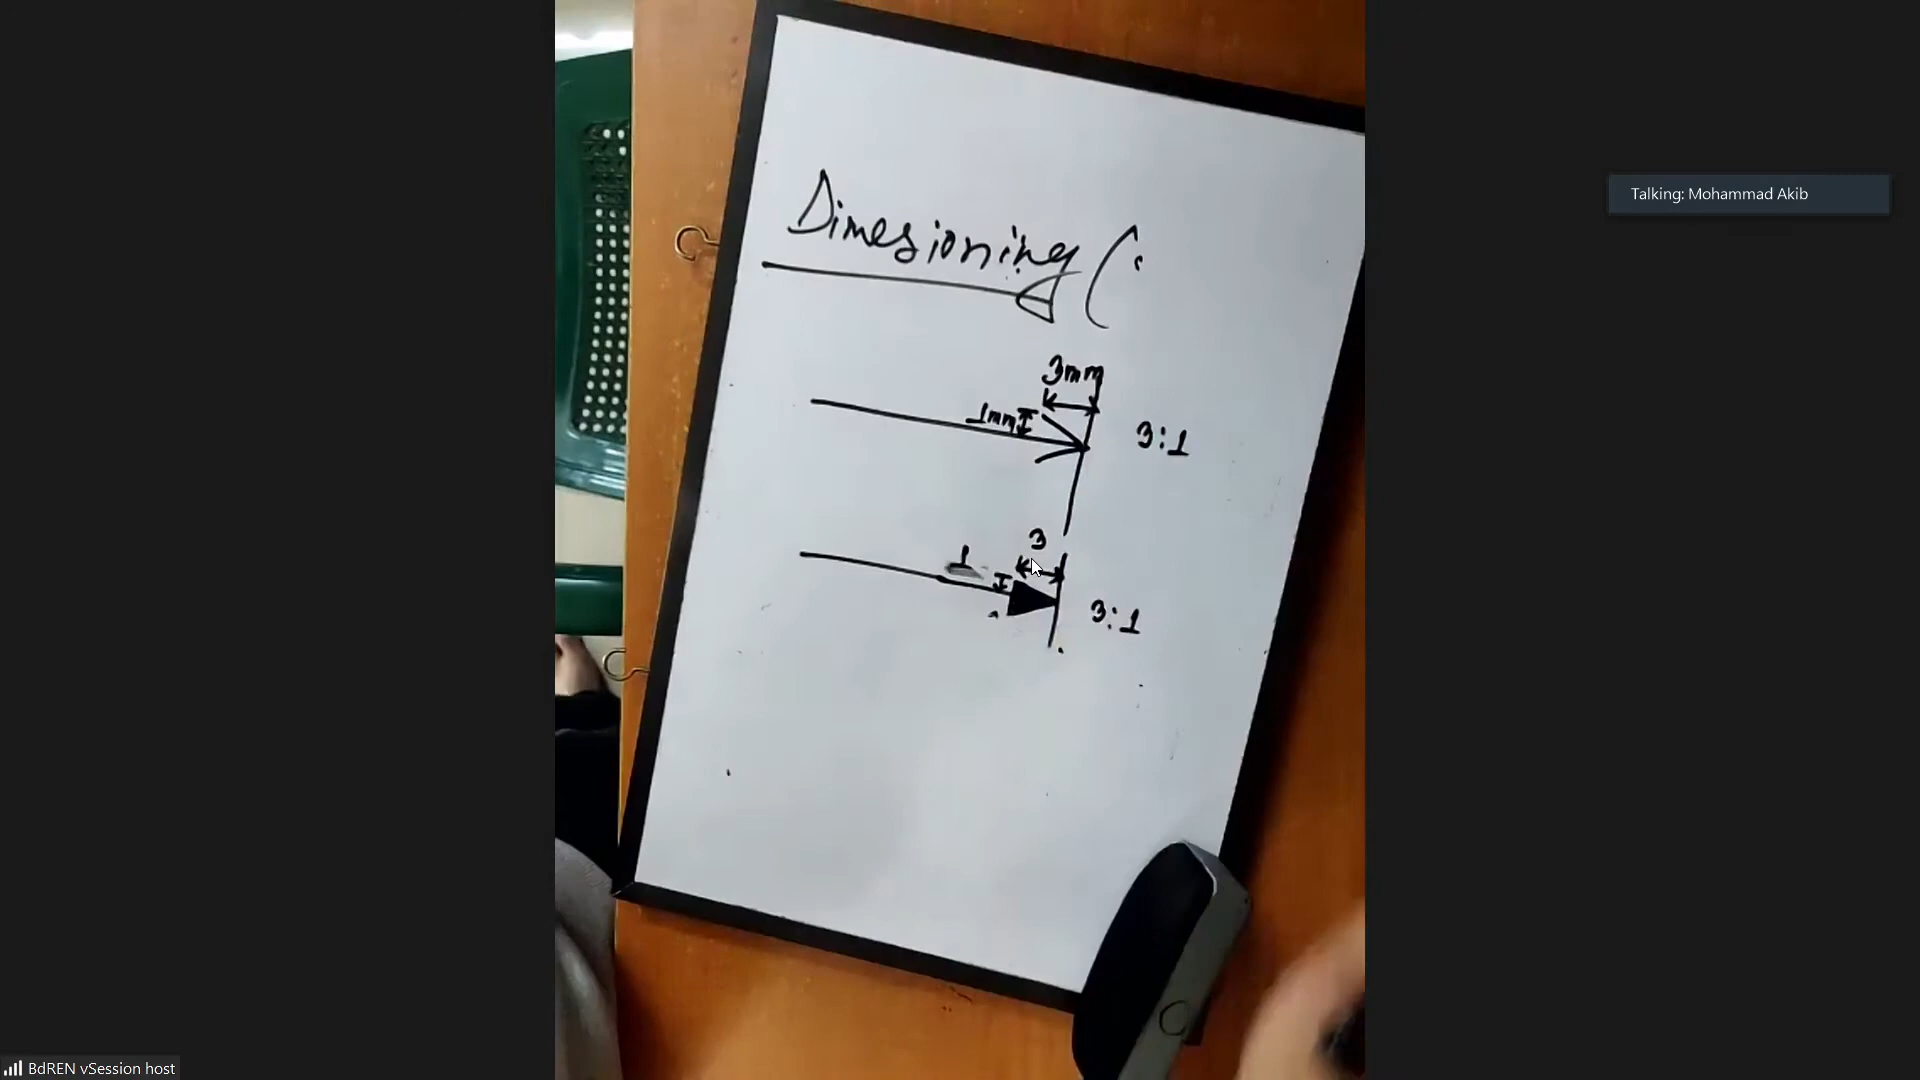 Talking: Mohammad Akib
Dimesioning (
3mm
1mm
3:1
3
1
3:1
BdREN vSession host